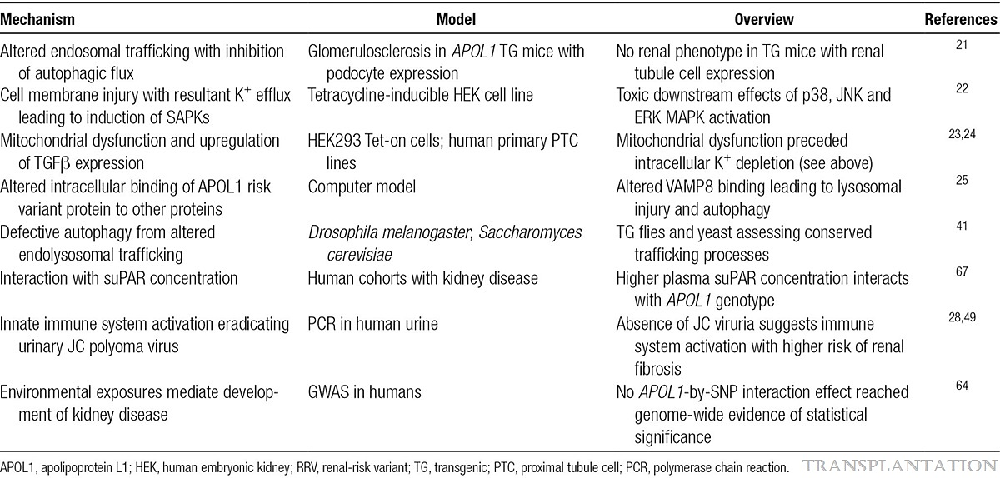 Mechanism Model Overview References
Altered endosomal trafficking with inhibition of autophagic flux Glomerulosclerosis in APOL1 TG mice with podocyte expression No renal phenotype in TG mice with renal tubule cell expression 21
Cell membrane injury with resultant K+ efflux leading to induction of SAPKs Tetracycline-inducible HEK cell line Toxic downstream effects of p38, JNK and ERK MAPK activation 22
Mitochondrial dysfunction and upregulation of TGFβ expression HEK293 Tet-on cells; human primary PTC lines Mitochondrial dysfunction preceded intracellular K+ depletion (see above) 23,24
Altered intracellular binding of APOL1 risk variant protein to other proteins Computer model Altered VAMP8 binding leading to lysosomal injury and autophagy 25
Defective autophagy from altered endolysosomal trafficking Drosophila melanogaster; Saccharomyces cerevisiae TG flies and yeast assessing conserved trafficking processes 41
Interaction with suPAR concentration Human cohorts with kidney disease Higher plasma suPAR concentration interacts with APOL1 genotype 67
Innate immune system activation eradicating urinary JC polyoma virus PCR in human urine Absence of JC viruria suggests immune system activation with higher risk of renal fibrosis 28,49
Environmental exposures mediate develop-ment of kidney disease GWAS in humans No APOL1-by-SNP interaction effect reached genome-wide evidence of statistical significance 64
APOL1, apolipoprotein L1; HEK, human embryonic kidney; RRV, renal-risk variant; TG, transgenic; PTC, proximal tubule cell; PCR, polymerase chain reaction.
TRANSPLANTATION